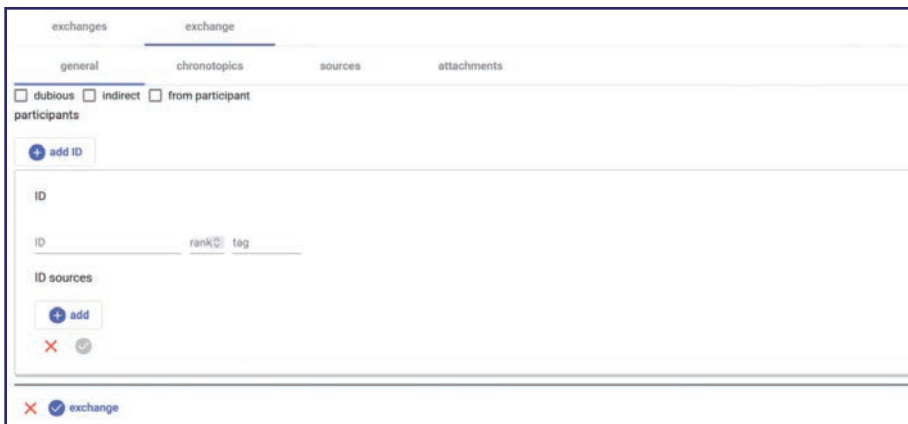 exchanges exchange
general chronotopics sources attachments
dubious indirect from participant
participants
add ID
ID
ID rank tag
ID sources
add
exchange